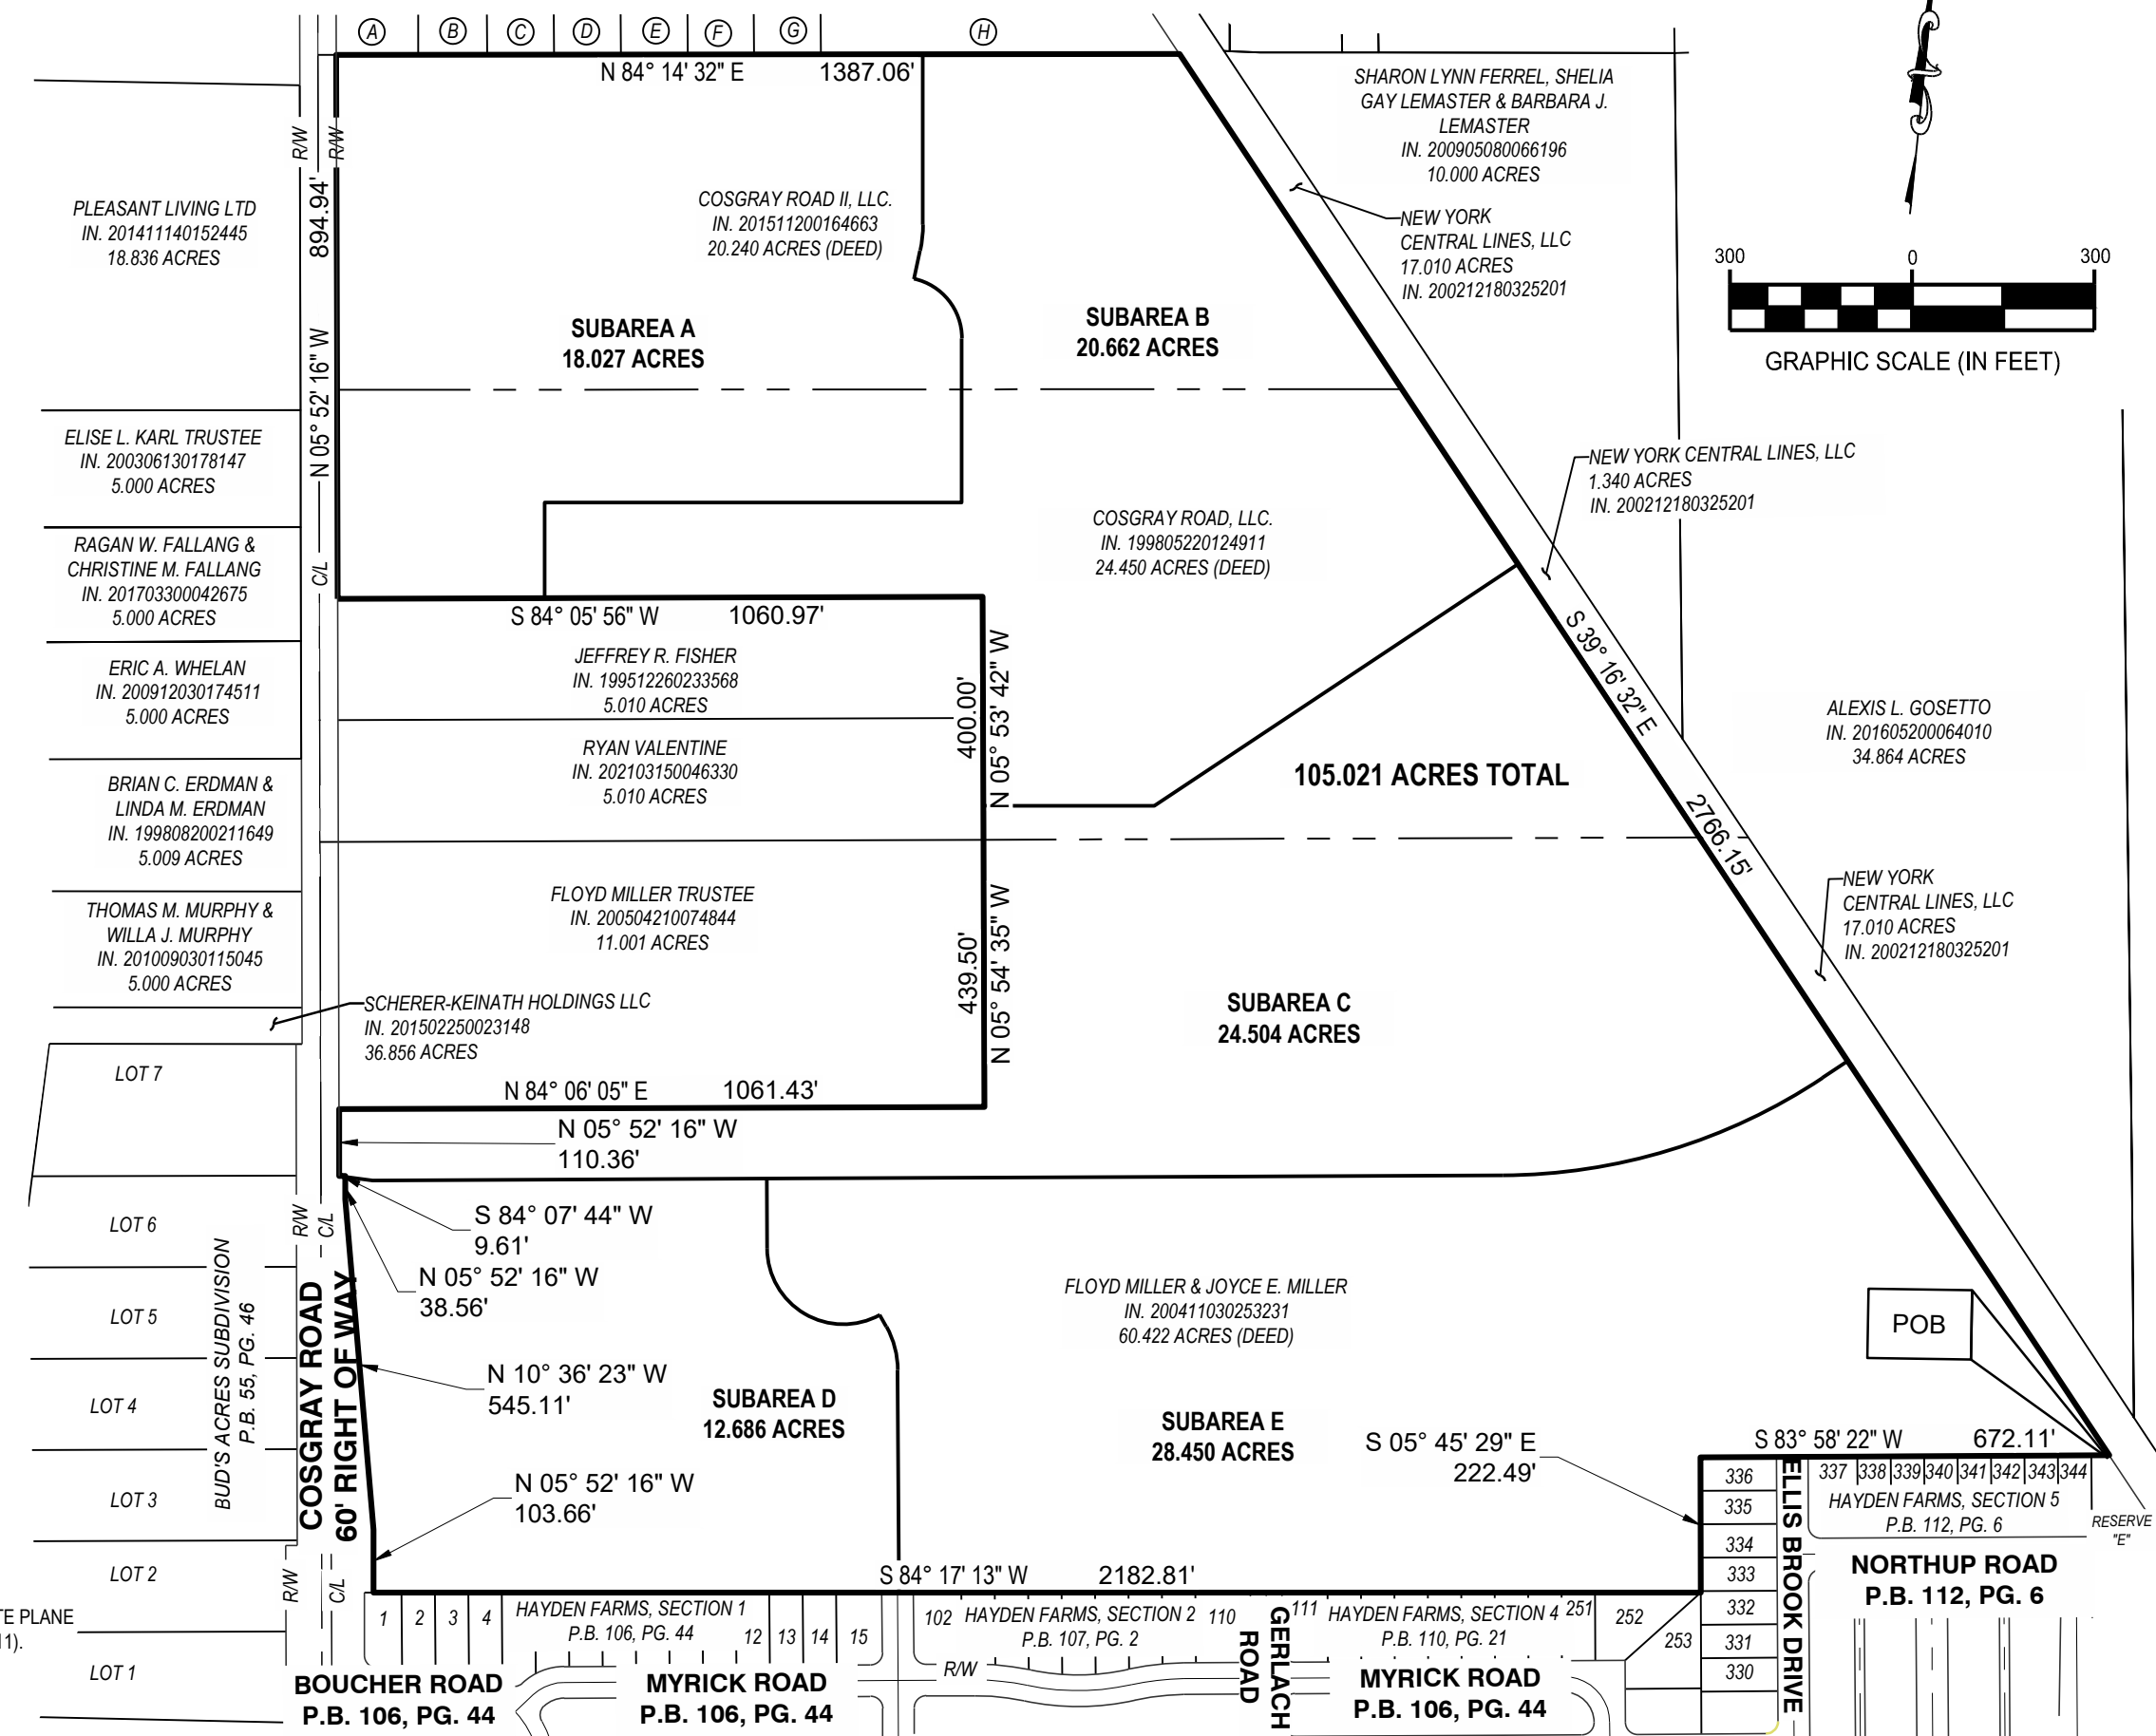 A B C D E F G H
N 84° 14' 32" E 1387.06'
R/W
R/W
894.94'
N 05° 52' 16" W
C/L
PLEASANT LIVING LTD
IN. 201411140152445
18.836 ACRES
ELISE L. KARL TRUSTEE
IN. 200306130178147
5.000 ACRES
RAGAN W. FALLANG &
CHRISTINE M. FALLANG
IN. 201703300042675
5.000 ACRES
ERIC A. WHELAN
IN. 200912030174511
5.000 ACRES
BRIAN C. ERDMAN &
LINDA M. ERDMAN
IN. 199808200211649
5.009 ACRES
THOMAS M. MURPHY &
WILLA J. MURPHY
IN. 201009030115045
5.000 ACRES
COSGRAY ROAD II, LLC.
IN. 201511200164663
20.240 ACRES (DEED)
SUBAREA A
18.027 ACRES
SUBAREA B
20.662 ACRES
SHARON LYNN FERREL, SHELIA
GAY LEMASTER & BARBARA J.
LEMASTER
IN. 200905080066196
10.000 ACRES
NEW YORK
CENTRAL LINES, LLC
17.010 ACRES
IN. 200212180325201
300 0 300
GRAPHIC SCALE (IN FEET)
NEW YORK CENTRAL LINES, LLC
1.340 ACRES
IN. 200212180325201
COSGRAY ROAD, LLC.
IN. 199805220124911
24.450 ACRES (DEED)
S 84° 05' 56" W 1060.97'
JEFFREY R. FISHER
IN. 199512260233568
5.010 ACRES
RYAN VALENTINE
IN. 202103150046330
5.010 ACRES
400.00'
N 05° 53' 42" W
S 39° 16' 32" E
2766.15'
105.021 ACRES TOTAL
ALEXIS L. GOSETTO
IN. 201605200064010
34.864 ACRES
NEW YORK
CENTRAL LINES, LLC
17.010 ACRES
IN. 200212180325201
FLOYD MILLER TRUSTEE
IN. 200504210074844
11.001 ACRES
439.50'
N 05° 54' 35" W
SUBAREA C
24.504 ACRES
SCHERER-KEINATH HOLDINGS LLC
IN. 201502250023148
36.856 ACRES
N 84° 06' 05" E 1061.43'
N 05° 52' 16" W
110.36'
S 84° 07' 44" W
9.61'
N 05° 52' 16" W
38.56'
N 10° 36' 23" W
545.11'
N 05° 52' 16" W
103.66'
LOT 7
LOT 6
LOT 5
LOT 4
LOT 3
LOT 2
LOT 1
BUD'S ACRES SUBDIVISION
P.B. 55, PG. 46
R/W
C/L
COSGRAY ROAD
60' RIGHT OF WAY
R/W
C/L
FLOYD MILLER & JOYCE E. MILLER
IN. 200411030253231
60.422 ACRES (DEED)
SUBAREA D
12.686 ACRES
SUBAREA E
28.450 ACRES
S 05° 45' 29" E
222.49'
POB
S 83° 58' 22" W 672.11'
336
335
334
333
332
331
330
ELLIS BROOK DRIVE
337 338 339 340 341 342 343 344
HAYDEN FARMS, SECTION 5
P.B. 112, PG. 6
RESERVE
"E"
NORTHUP ROAD
P.B. 112, PG. 6
S 84° 17' 13" W 2182.81'
TE PLANE
11).
1 2 3 4
HAYDEN FARMS, SECTION 1
P.B. 106, PG. 44
12 13 14 15
102 HAYDEN FARMS, SECTION 2 110
P.B. 107, PG. 2
R/W
GERLACH
ROAD
111 HAYDEN FARMS, SECTION 4 251
P.B. 110, PG. 21
252
253
BOUCHER ROAD
P.B. 106, PG. 44
MYRICK ROAD
P.B. 106, PG. 44
MYRICK ROAD
P.B. 106, PG. 44